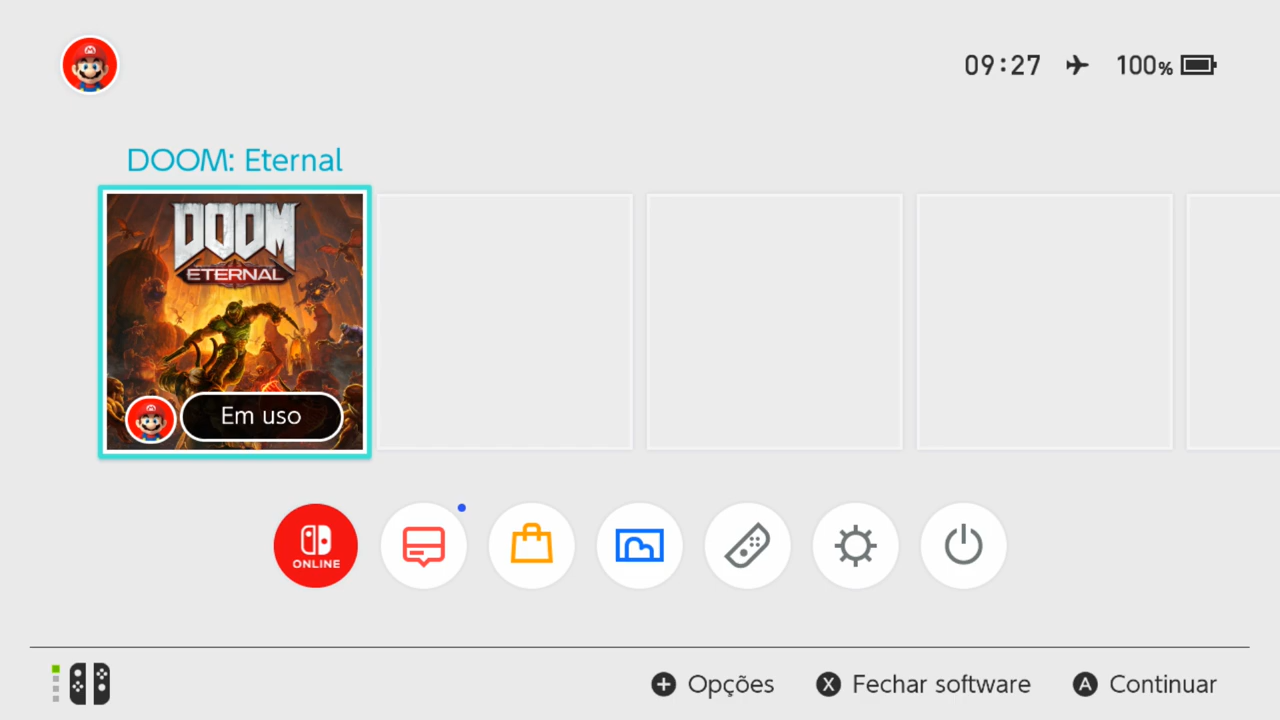 09:27 100%
DOOM: Eternal
DOOM
ETERNAL
Em uso
ONLINE
+ Opções X Fechar software A Continuar